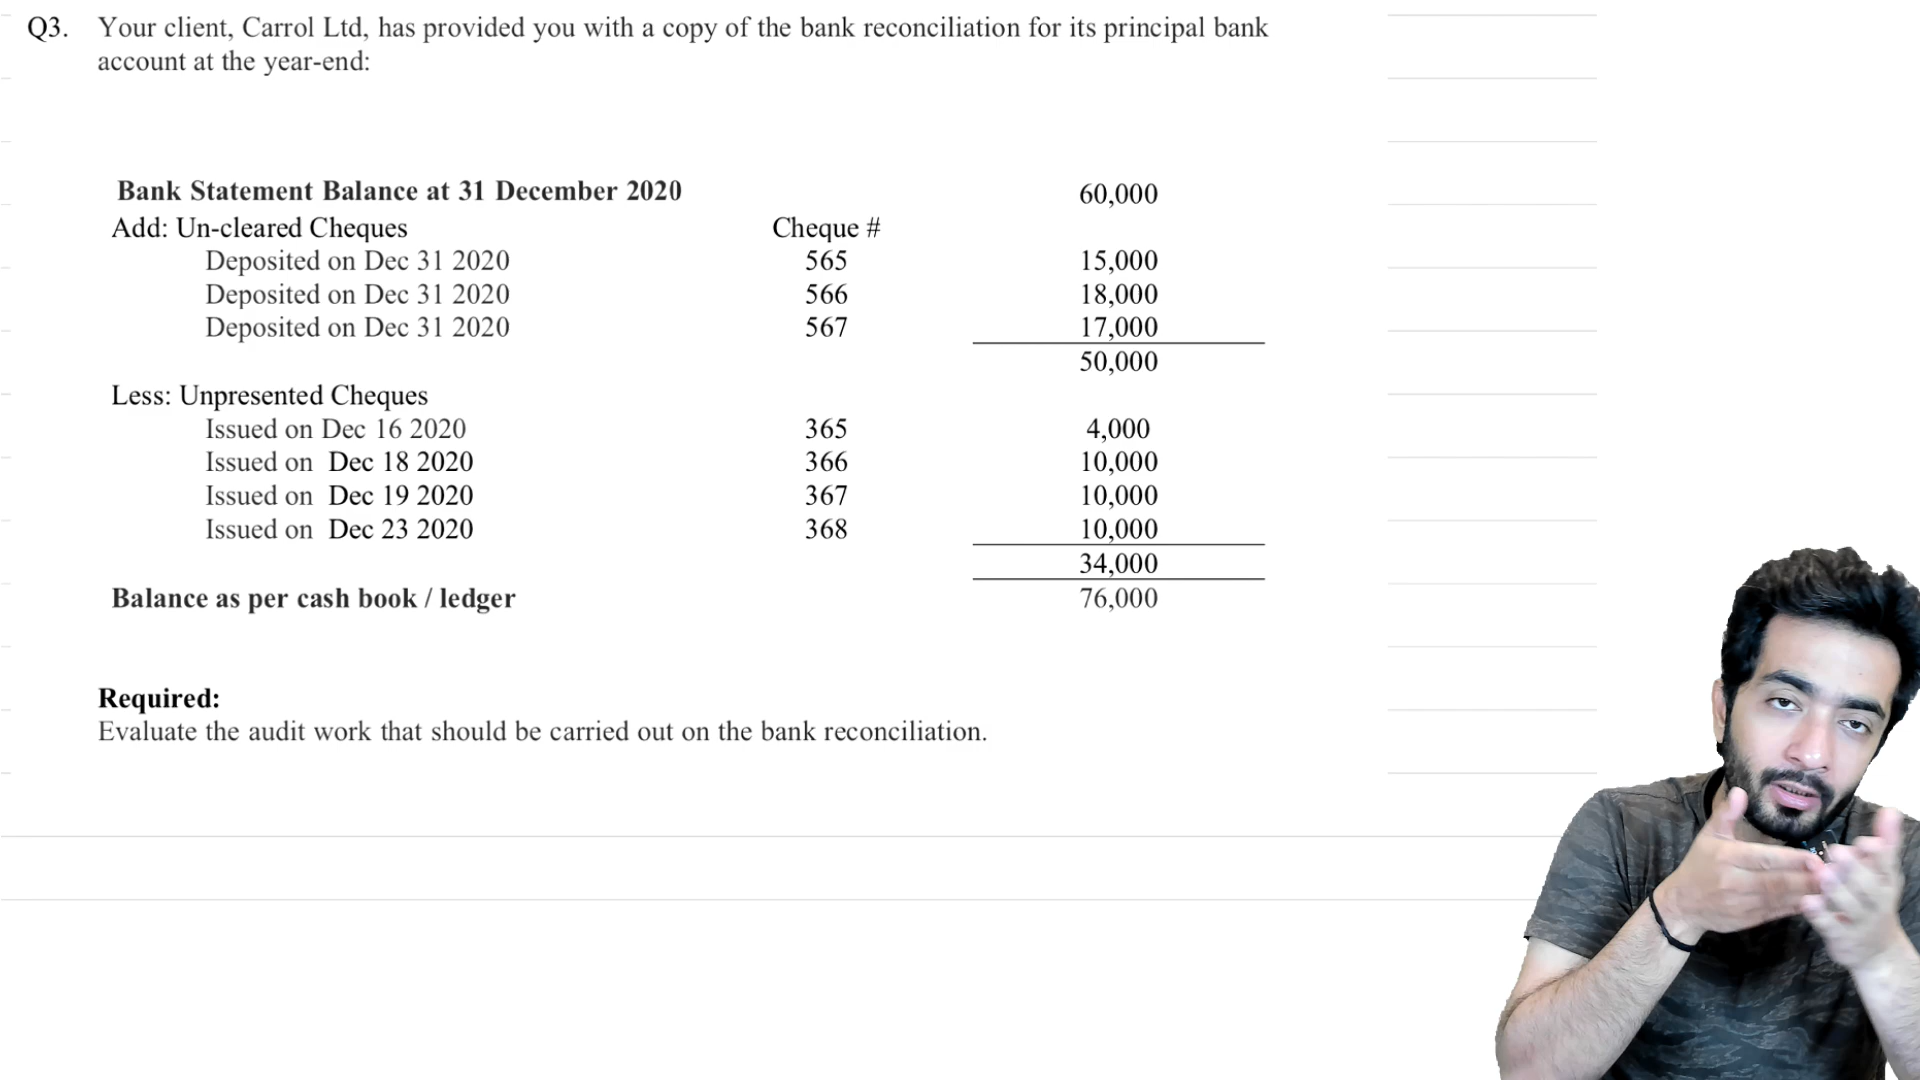 Q3. Your client, Carrol Ltd, has provided you with a copy of the bank reconciliation for its principal bank
account at the year-end:
Bank Statement Balance at 31 December 2020 60,000
Add: Un-cleared Cheques Cheque #
Deposited on Dec 31 2020 565 15,000
Deposited on Dec 31 2020 566 18,000
Deposited on Dec 31 2020 567 17,000
50,000
Less: Unpresented Cheques
Issued on Dec 16 2020 365 4,000
Issued on Dec 18 2020 366 10,000
Issued on Dec 19 2020 367 10,000
Issued on Dec 23 2020 368 10,000
34,000
Balance as per cash book / ledger 76,000
Required:
Evaluate the audit work that should be carried out on the bank reconciliation.